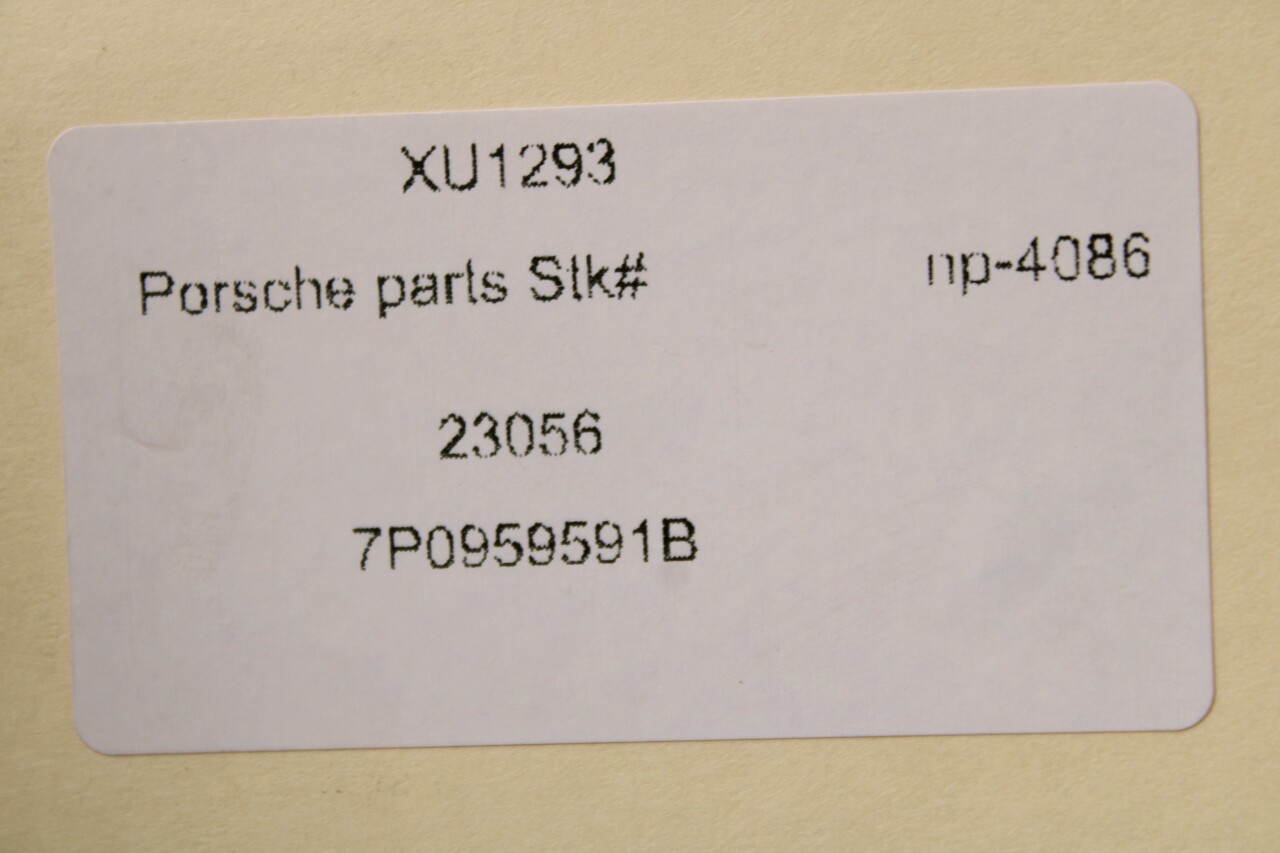 XU1293
Porsche parts Stk# np-4086
23056
7P0959591B